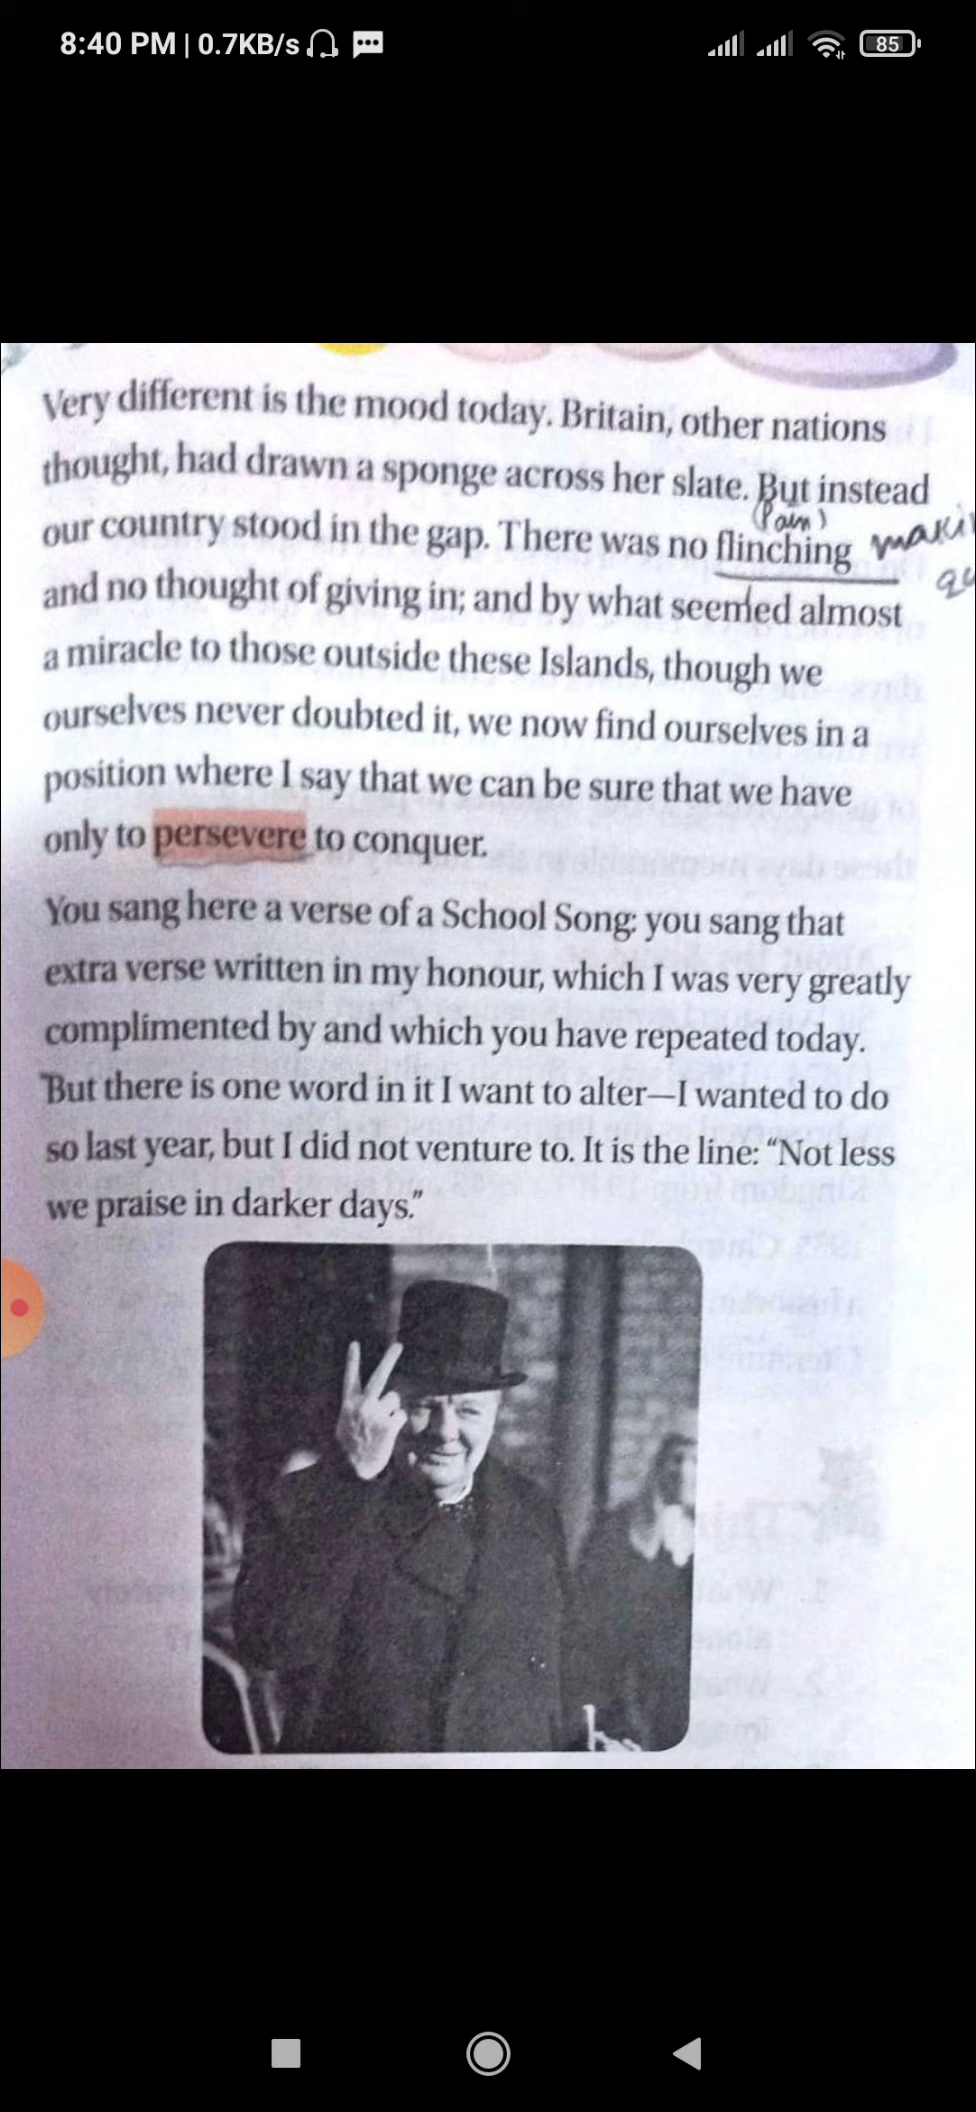 8:40 PM | 0.7KB/s
85
Very different is the mood today. Britain, other nations
thought, had drawn a sponge across her slate. But instead
(Pain)
our country stood in the gap. There was no flinching
and no thought of giving in; and by what seemed almost
a miracle to those outside these Islands, though we
ourselves never doubted it, we now find ourselves in a
position where I say that we can be sure that we have
only to persevere to conquer.
You sang here a verse of a School Song: you sang that
extra verse written in my honour, which I was very greatly
complimented by and which you have repeated today.
But there is one word in it I want to alter—I wanted to do
so last year, but I did not venture to. It is the line: “Not less
we praise in darker days.”